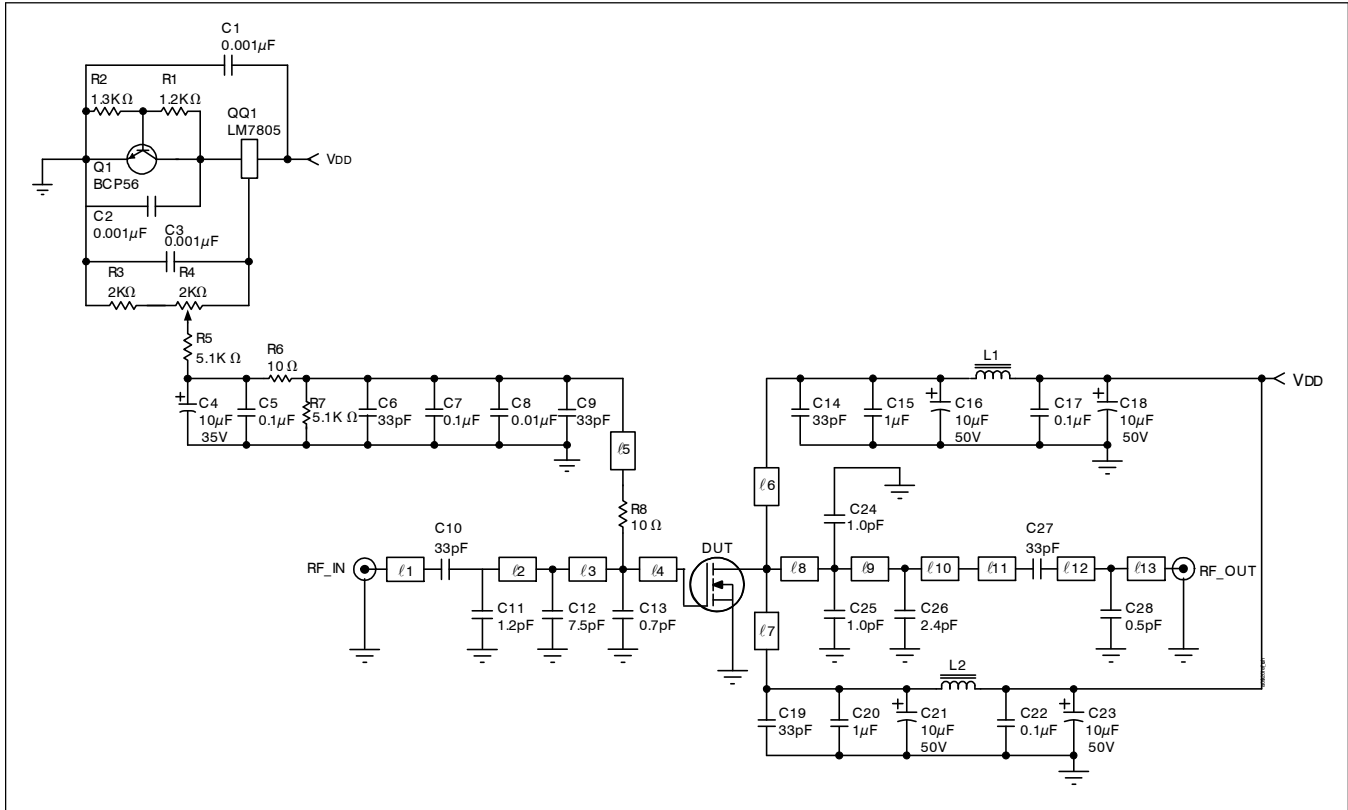 C1
0.001µF
R2
1.3KΩ
R1
1.2KΩ
QQ1
LM7805
VDD
Q1
BCP56
C2
0.001µF
C3
0.001µF
R3
2KΩ
R4
2KΩ
R5
5.1KΩ
R6
10Ω
C4
10µF
35V
C5
0.1µF
R7
5.1KΩ
C6
33pF
C7
0.1µF
C8
0.01µF
C9
33pF
ℓ5
R8
10Ω
L1
VDD
C14
33pF
C15
1µF
C16
10µF
50V
C17
0.1µF
C18
10µF
50V
ℓ6
C24
1.0pF
RF_IN
ℓ1
C10
33pF
ℓ2
ℓ3
ℓ4
DUT
ℓ8
ℓ9
ℓ10
ℓ11
C27
33pF
ℓ12
ℓ13
RF_OUT
C11
1.2pF
C12
7.5pF
C13
0.7pF
ℓ7
C25
1.0pF
C26
2.4pF
C28
0.5pF
L2
C19
33pF
C20
1µF
C21
10µF
50V
C22
0.1µF
C23
10µF
50V